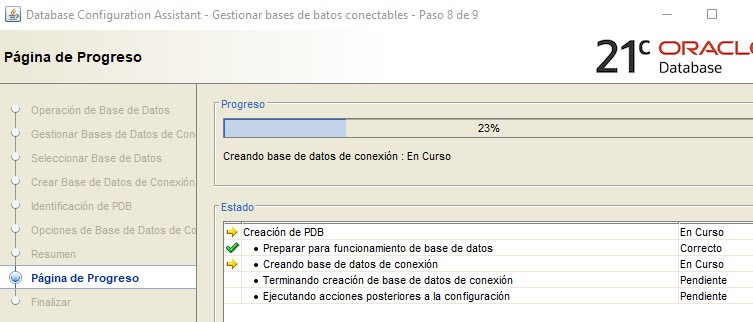 Database Configuration Assistant - Gestionar bases de batos conectables - Paso 8 de 9
Página de Progreso
21c ORACLE
Database
Operación de Base de Datos
Gestionar Bases de Datos de Con
Seleccionar Base de Datos
Crear Base de Datos de Conexión
Identificación de PDB
Opciones de Base de Datos de Co
Resumen
Página de Progreso
Finalizar
Progreso
23%
Creando base de datos de conexión : En Curso
Estado
Creación de PDB En Curso
• Preparar para funcionamiento de base de datos Correcto
• Creando base de datos de conexión En Curso
• Terminando creación de base de datos de conexión Pendiente
• Ejecutando acciones posteriores a la configuración Pendiente